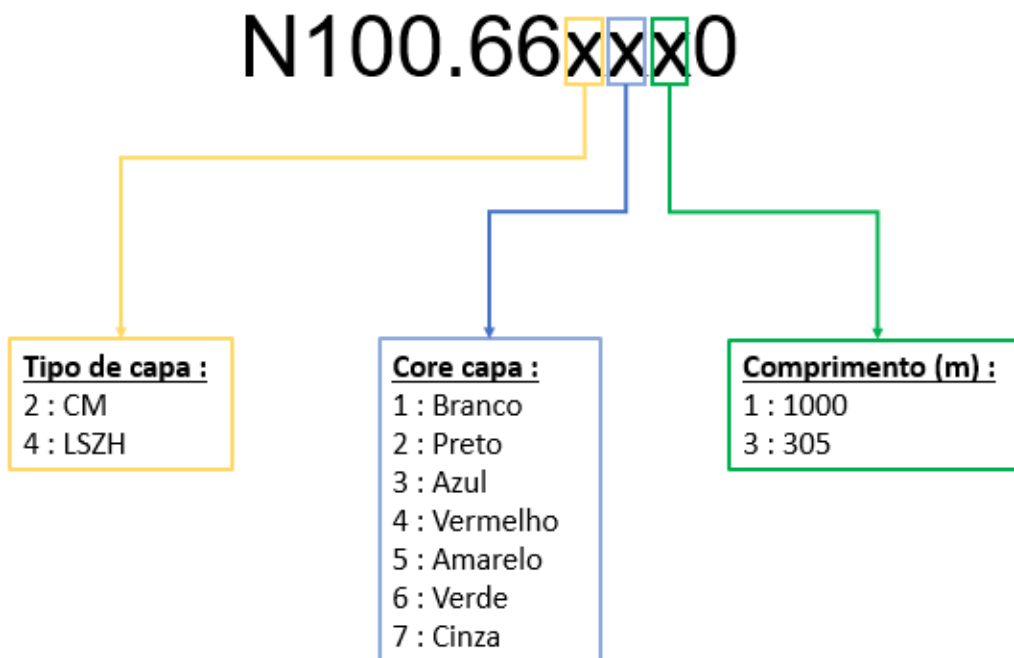 N100.66xxx0
Tipo de capa :
2 : CM
4 : LSZH
Core capa :
1 : Branco
2 : Preto
3 : Azul
4 : Vermelho
5 : Amarelo
6 : Verde
7 : Cinza
Comprimento (m) :
1 : 1000
3 : 305